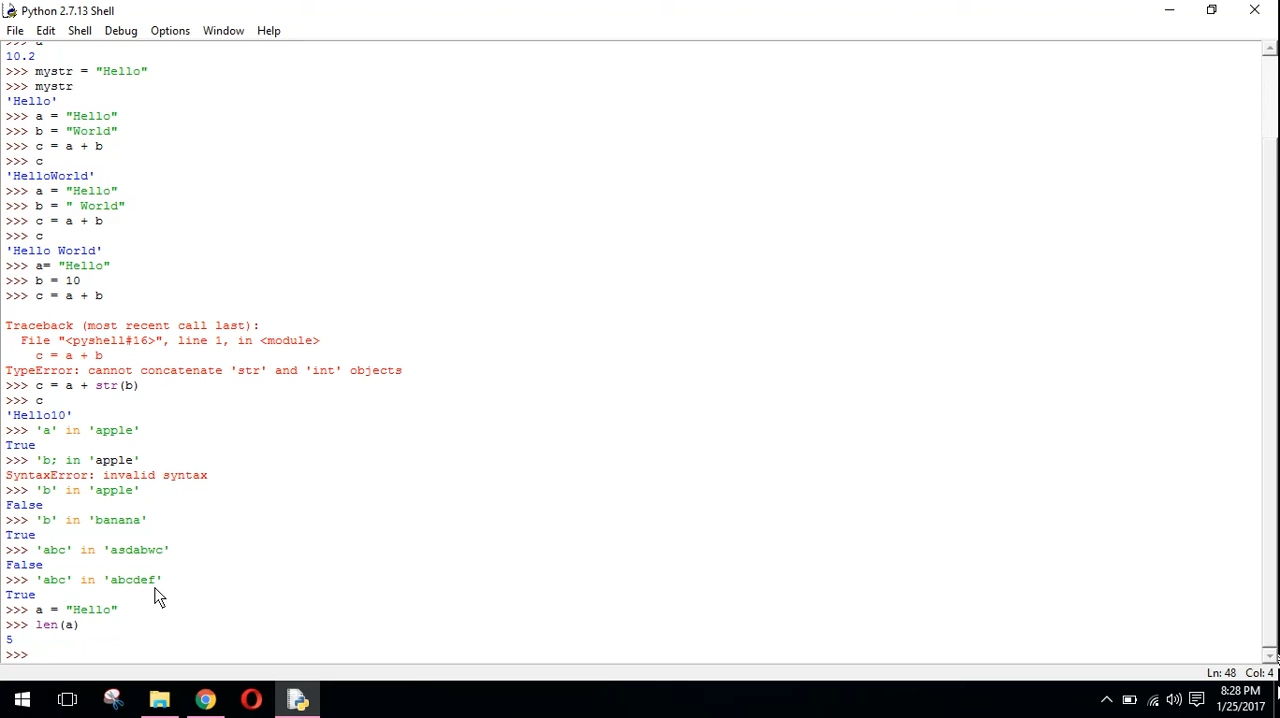 Python 2.7.13 Shell
File Edit Shell Debug Options Window Help
>>> a
10.2
>>> mystr = "Hello"
>>> mystr
'Hello'
>>> a = "Hello"
>>> b = "World"
>>> c = a + b
>>> c
'HelloWorld'
>>> a = "Hello"
>>> b = " World"
>>> c = a + b
>>> c
'Hello World'
>>> a= "Hello"
>>> b = 10
>>> c = a + b
Traceback (most recent call last):
File "<pyshell#16>", line 1, in <module>
c = a + b
TypeError: cannot concatenate 'str' and 'int' objects
>>> c = a + str(b)
>>> c
'Hello10'
>>> 'a' in 'apple'
True
>>> 'b; in 'apple'
SyntaxError: invalid syntax
>>> 'b' in 'apple'
False
>>> 'b' in 'banana'
True
>>> 'abc' in 'asdabwc'
False
>>> 'abc' in 'abcdef'
True
>>> a = "Hello"
>>> len(a)
5
>>>
Ln: 48 Col: 4
8:28 PM
1/25/2017